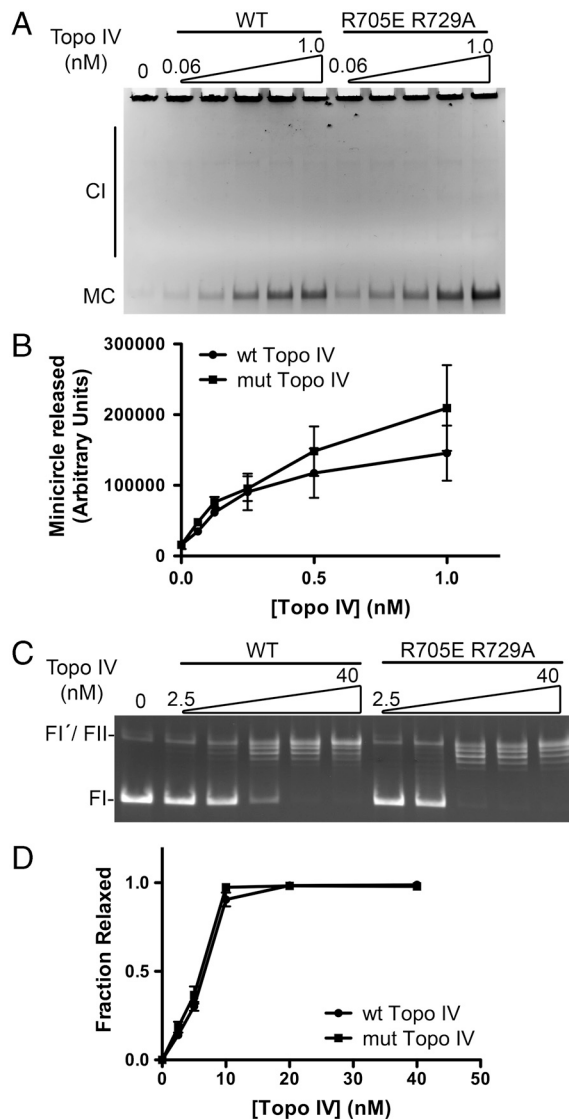 A
Topo IV
(nM)
WT
R705E R729A
0
0.06
1.0
0.06
1.0
CI
MC
B
300000
200000
100000
0
Minicircle released
(Arbitrary Units)
wt Topo IV
mut Topo IV
0.0
0.5
1.0
[Topo IV] (nM)
C
Topo IV
(nM)
WT
R705E R729A
0
2.5
40
2.5
40
FI´/ FII-
FI-
D
1.0
0.5
0.0
Fraction Relaxed
wt Topo IV
mut Topo IV
0
10
20
30
40
50
[Topo IV] (nM)